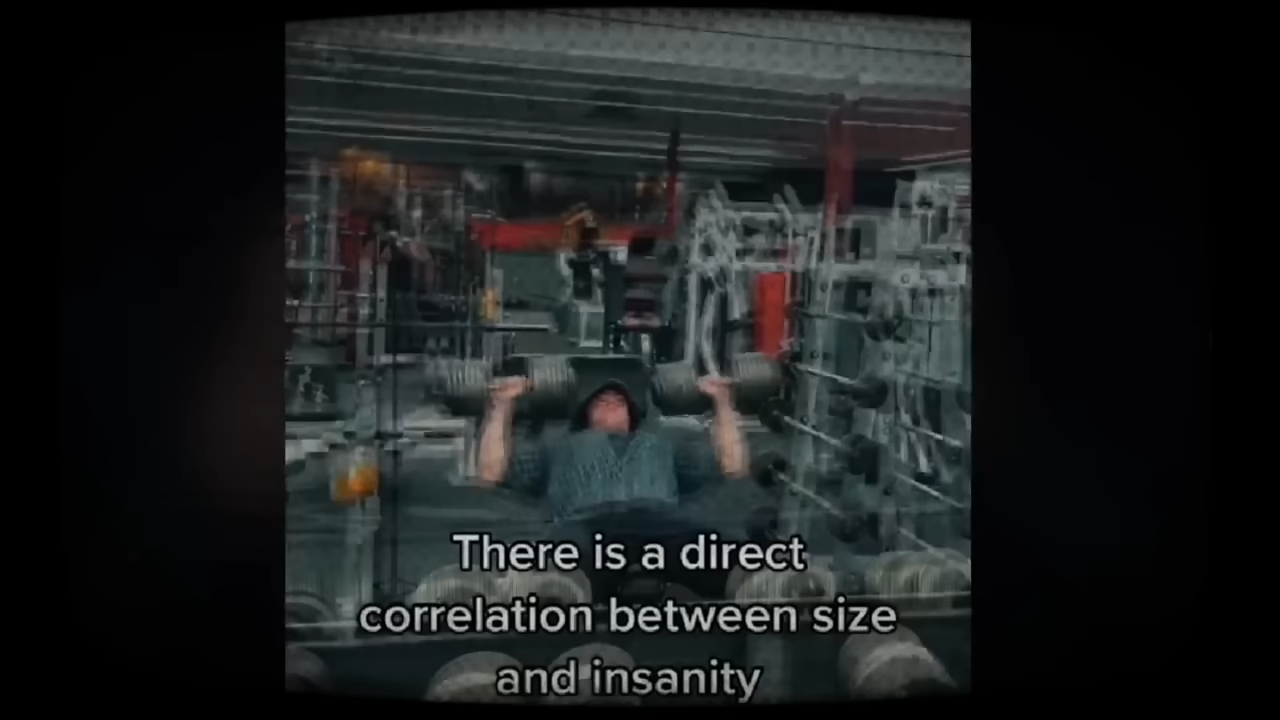 There is a direct
correlation between size
and insanity